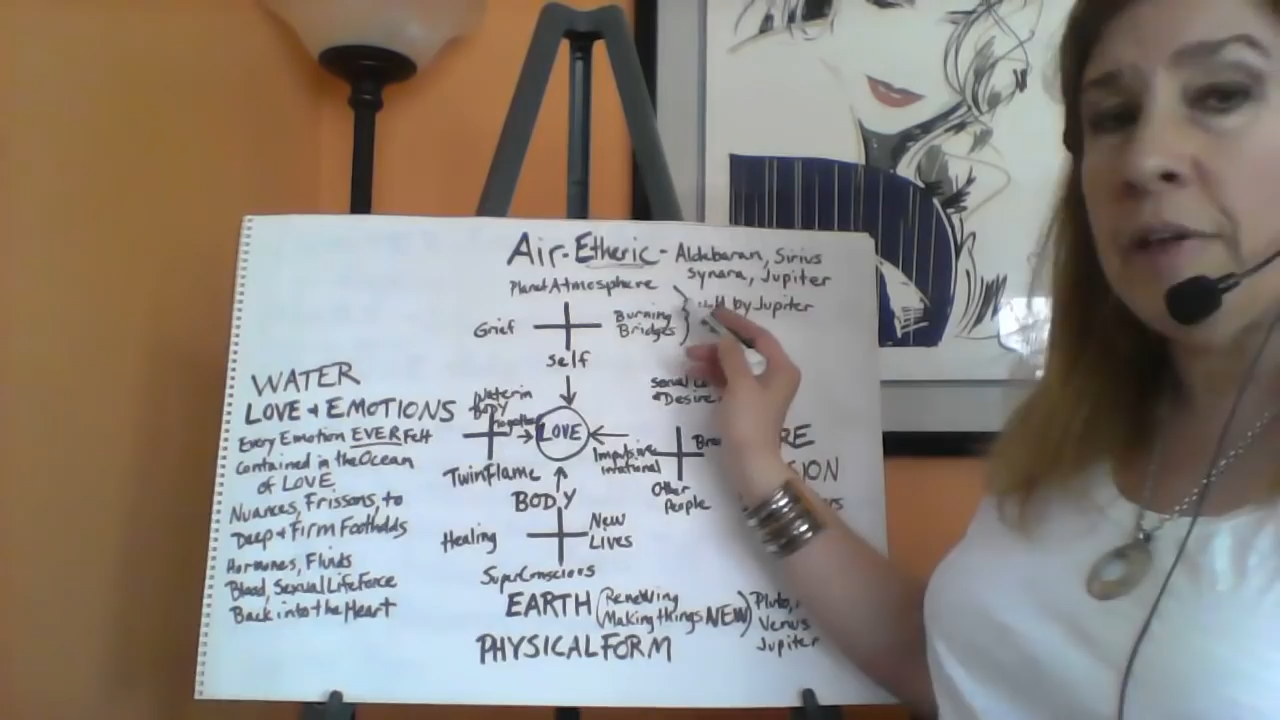 Air-Etheric - Aldebaran, Sirius
Synara, Jupiter
Planet Atmosphere
by Jupiter
Grief
Burning
Bridges
Self
WATER
LOVE + EMOTIONS
Every Emotion EVER Felt
contained in the Ocean
of LOVE
Nuances, Frissons, to
Deep + Firm Footholds
Hormones, Fluids
Blood, Sexual Life Force
Back into the Heart
Water in
Body
Together
TwinFlame
LOVE
Sexual
+ Desire
Impulsive
irrational
Other
People
BODY
Healing
New
LIVES
SuperConscious
EARTH (Renewing
Making things NEW)
Pluto,
Venus
Jupiter
PHYSICAL FORM